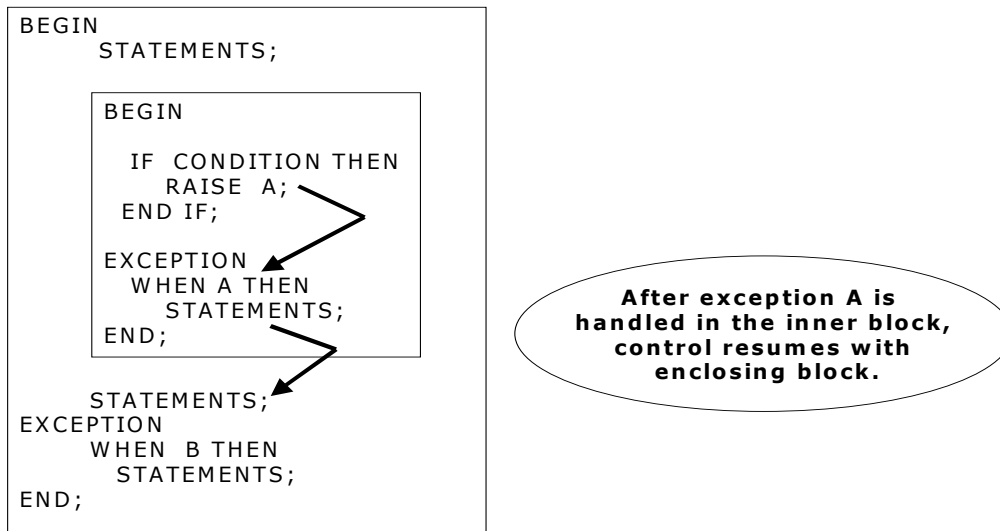 BEGIN
STATEMENTS;
BEGIN
IF CONDITION THEN
RAISE A;
END IF;
EXCEPTION
WHEN A THEN
STATEMENTS;
END;
STATEMENTS;
EXCEPTION
WHEN B THEN
STATEMENTS;
END;
After exception A is
handled in the inner block,
control resumes with
enclosing block.